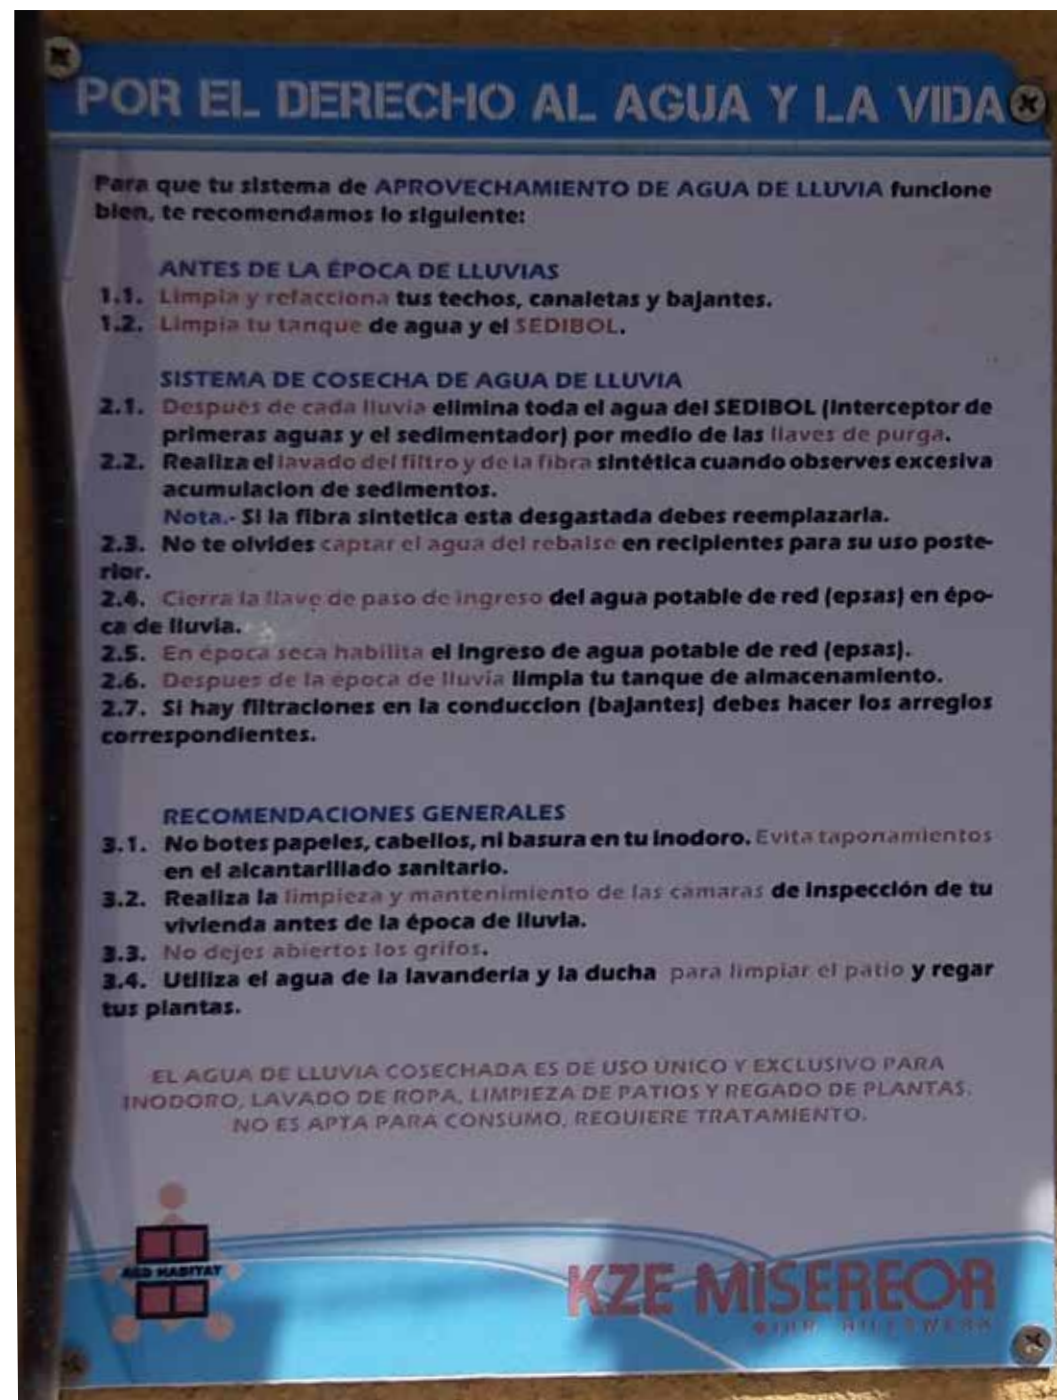 POR EL DERECHO AL AGUA Y LA VIDA
Para que tu sistema de APROVECHAMIENTO DE AGUA DE LLUVIA funcione
bien, te recomendamos lo siguiente:
ANTES DE LA ÉPOCA DE LLUVIAS
1.1. Limpia y refacciona tus techos, canaletas y bajantes.
1.2. Limpia tu tanque de agua y el SEDIBOL.
SISTEMA DE COSECHA DE AGUA DE LLUVIA
2.1. Después de cada lluvia elimina toda el agua del SEDIBOL (Interceptor de
primeras aguas y el sedimentador) por medio de las llaves de purga.
2.2. Realiza el lavado del filtro y de la fibra sintética cuando observes excesiva
acumulacion de sedimentos.
Nota.- Si la fibra sintetica esta desgastada debes reemplazarla.
2.3. No te olvides captar el agua del rebalse en recipientes para su uso poste-
rior.
2.4. Cierra la llave de paso de ingreso del agua potable de red (epsas) en épo-
ca de lluvia.
2.5. En época seca habilita el ingreso de agua potable de red (epsas).
2.6. Despues de la época de lluvia limpia tu tanque de almacenamiento.
2.7. Si hay filtraciones en la conduccion (bajantes) debes hacer los arreglos
correspondientes.
RECOMENDACIONES GENERALES
3.1. No botes papeles, cabellos, ni basura en tu inodoro. Evita taponamientos
en el alcantarillado sanitario.
3.2. Realiza la limpieza y mantenimiento de las cámaras de inspección de tu
vivienda antes de la época de lluvia.
3.3. No dejes abiertos los grifos.
3.4. Utiliza el agua de la lavanderia y la ducha para limpiar el patio y regar
tus plantas.
EL AGUA DE LLUVIA COSECHADA ES DE USO ÚNICO Y EXCLUSIVO PARA
INODORO, LAVADO DE ROPA, LIMPIEZA DE PATIOS Y REGADO DE PLANTAS.
NO ES APTA PARA CONSUMO, REQUIERE TRATAMIENTO.
RED HABITAT
KZE MISEREOR
IHR HILFSWERK